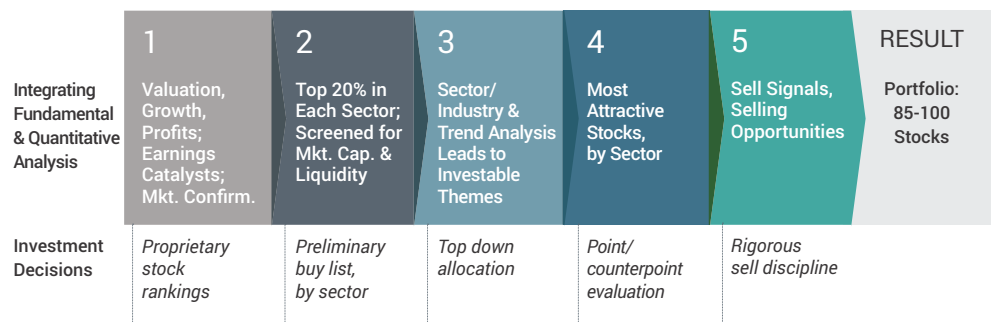 1
2
3
4
5
RESULT
Integrating
Fundamental
& Quantitative
Analysis
Valuation,
Growth,
Profits;
Earnings
Catalysts;
Mkt. Confirm.
Top 20% in
Each Sector;
Screened for
Mkt. Cap. &
Liquidity
Sector/
Industry &
Trend Analysis
Leads to
Investable
Themes
Most
Attractive
Stocks,
by Sector
Sell Signals,
Selling
Opportunities
Portfolio:
85-100
Stocks
Investment
Decisions
Proprietary
stock
rankings
Preliminary
buy list,
by sector
Top down
allocation
Point/
counterpoint
evaluation
Rigorous
sell discipline